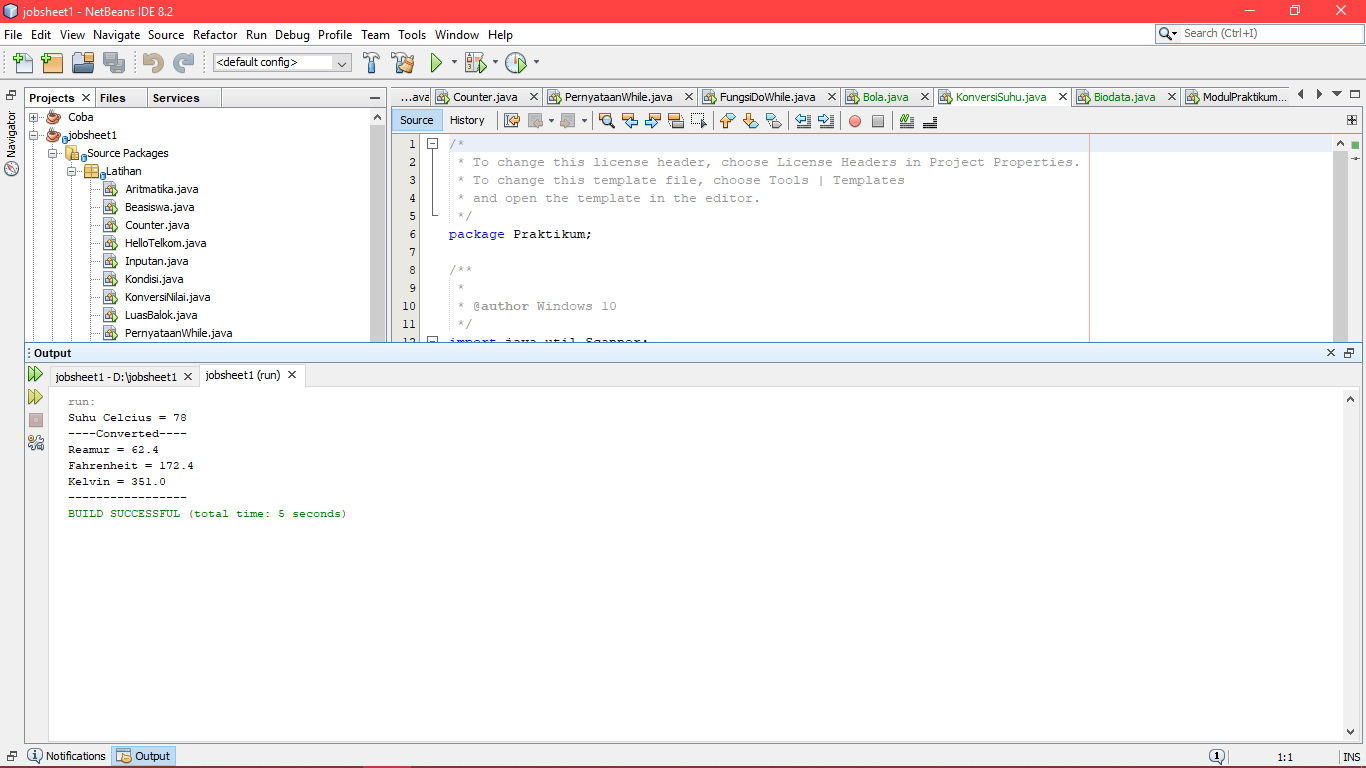 jobsheet1 - NetBeans IDE 8.2
File Edit View Navigate Source Refactor Run Debug Profile Team Tools Window Help
Search (Ctrl+I)
<default config>
Navigator
Projects Files Services
Coba
jobsheet1
Source Packages
Latihan
Aritmatika.java
Beasiswa.java
Counter.java
HelloTelkom.java
Inputan.java
Kondisi.java
KonversiNilai.java
LuasBalok.java
PernyataanWhile.java
...ava Counter.java PernyataanWhile.java FungsiDoWhile.java Bola.java KonversiSuhu.java Biodata.java ModulPraktikum...
Source History
1 /*
2 * To change this license header, choose License Headers in Project Properties.
3 * To change this template file, choose Tools | Templates
4 * and open the template in the editor.
5 */
6 package Praktikum;
7
8 /**
9 *
10 * @author Windows 10
11 */
12 import java.util.Scanner;
Output
jobsheet1 - D:\jobsheet1 jobsheet1 (run)
run:
Suhu Celcius = 78
----Converted----
Reamur = 62.4
Fahrenheit = 172.4
Kelvin = 351.0
-----------------
BUILD SUCCESSFUL (total time: 5 seconds)
Notifications Output
1 1:1 INS